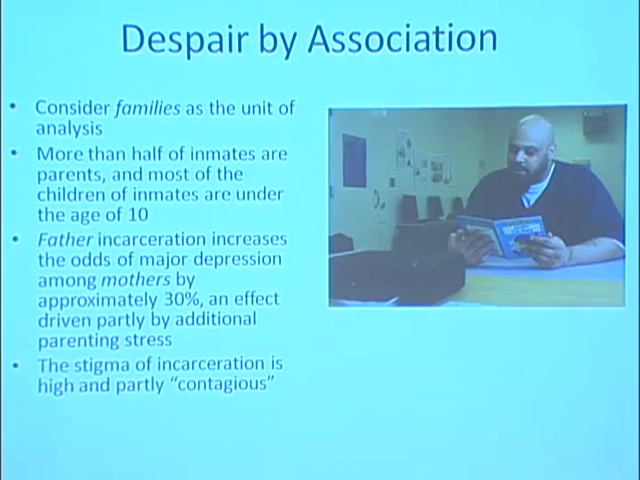 Despair by Association
• Consider families as the unit of
analysis
• More than half of inmates are
parents, and most of the
children of inmates are under
the age of 10
• Father incarceration increases
the odds of major depression
among mothers by
approximately 30%, an effect
driven partly by additional
parenting stress
• The stigma of incarceration is
high and partly “contagious”